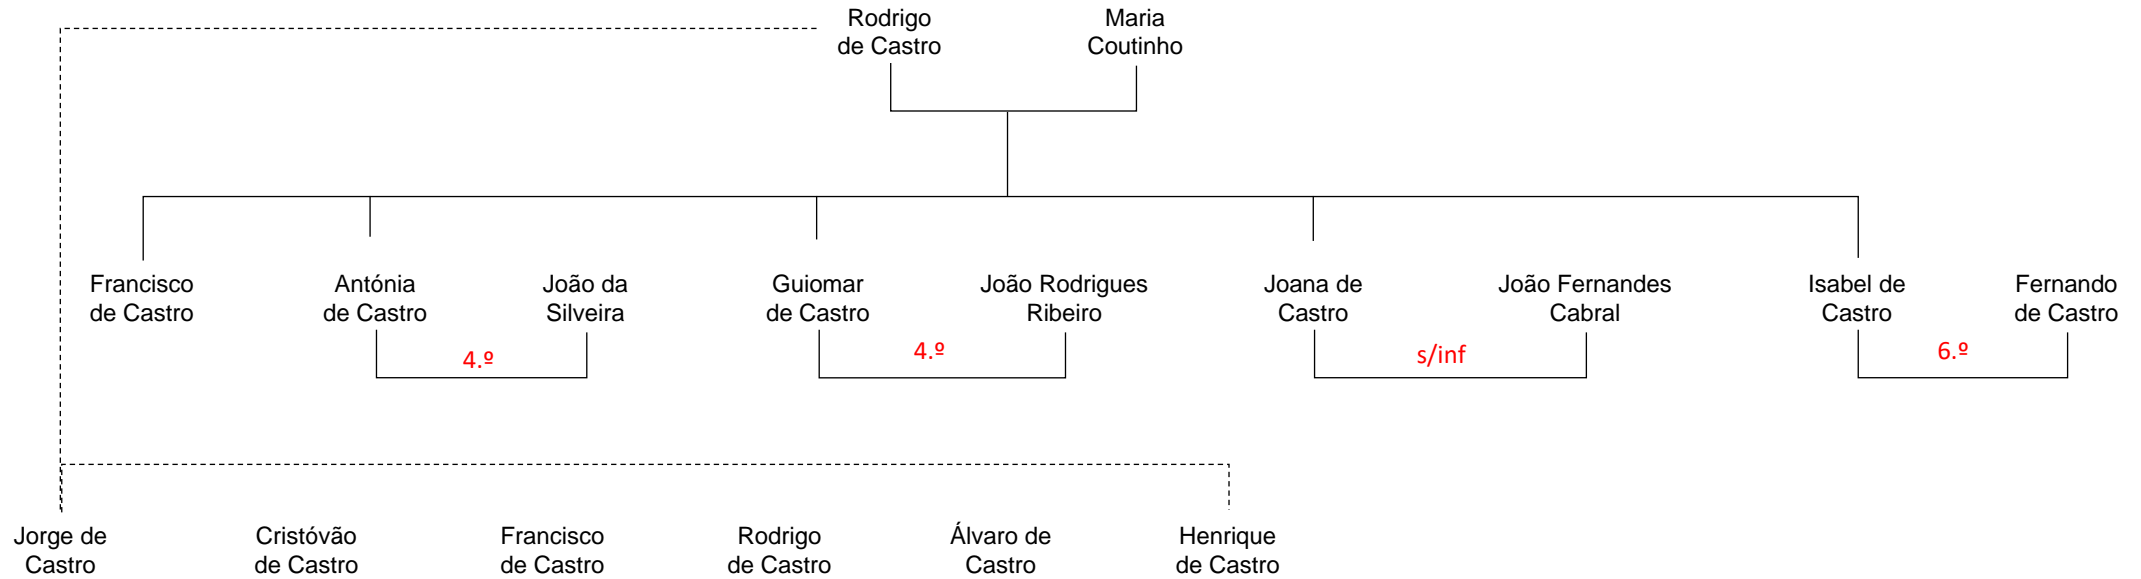 Rodrigo
de Castro
Maria
Coutinho
Francisco
de Castro
Antónia
de Castro
João da
Silveira
Guiomar
de Castro
João Rodrigues
Ribeiro
Joana de
Castro
João Fernandes
Cabral
Isabel de
Castro
Fernando
de Castro
4.º
4.º
s/inf
6.º
Jorge de
Castro
Cristóvão
de Castro
Francisco
de Castro
Rodrigo
de Castro
Álvaro de
Castro
Henrique
de Castro